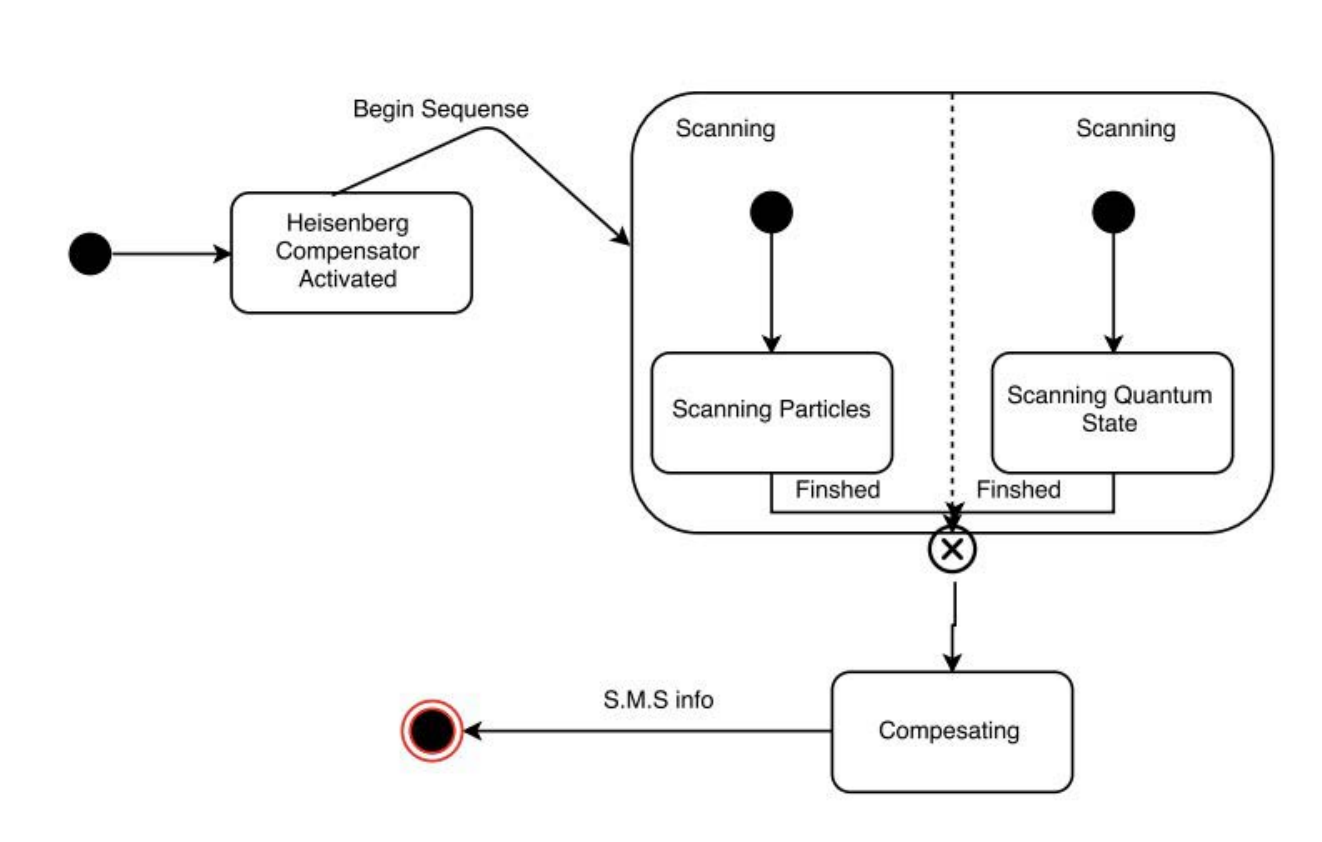 Begin Sequense
Scanning
Scanning
Heisenberg
Compensator
Activated
Scanning Particles
Scanning Quantum
State
Finshed
Finshed
S.M.S info
Compesating